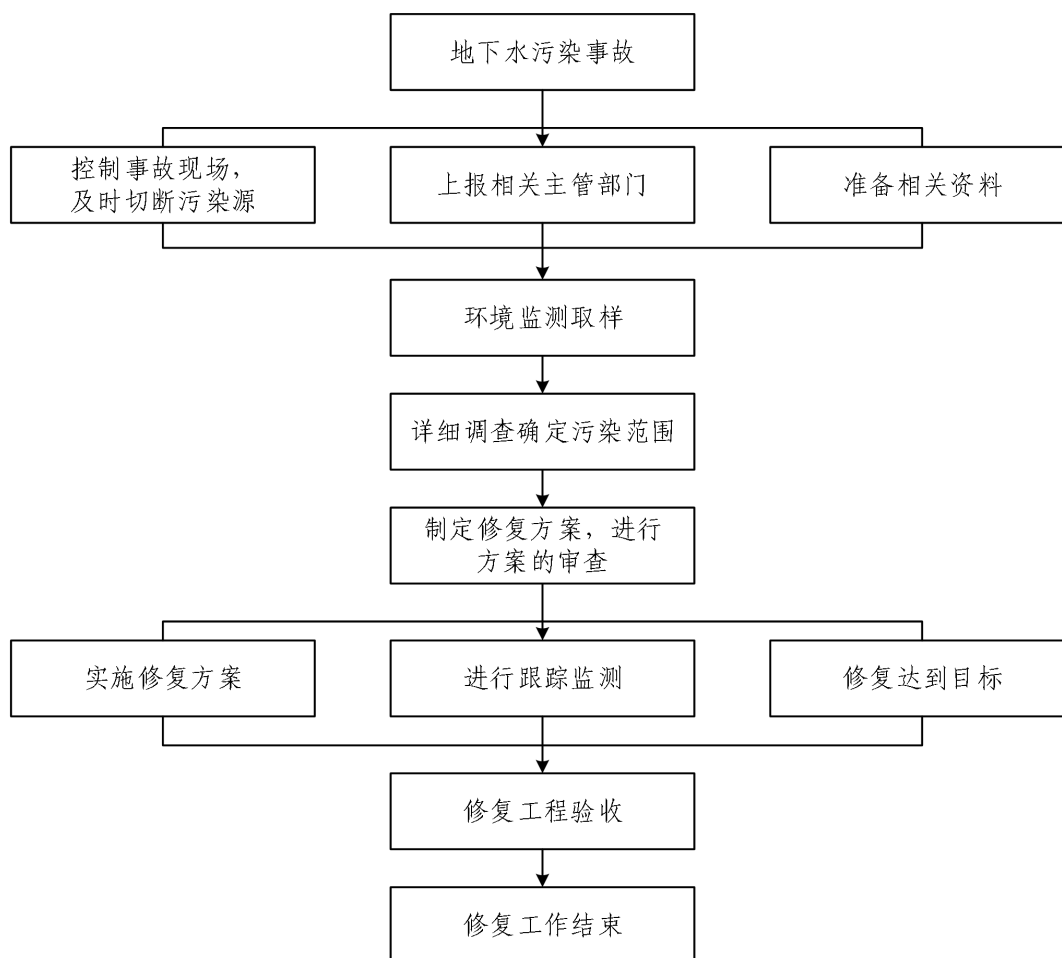 地下水污染事故
控制事故现场，
及时切断污染源
上报相关主管部门
准备相关资料
环境监测取样
详细调查确定污染范围
制定修复方案，进行
方案的审查
实施修复方案
进行跟踪监测
修复达到目标
修复工程验收
修复工作结束